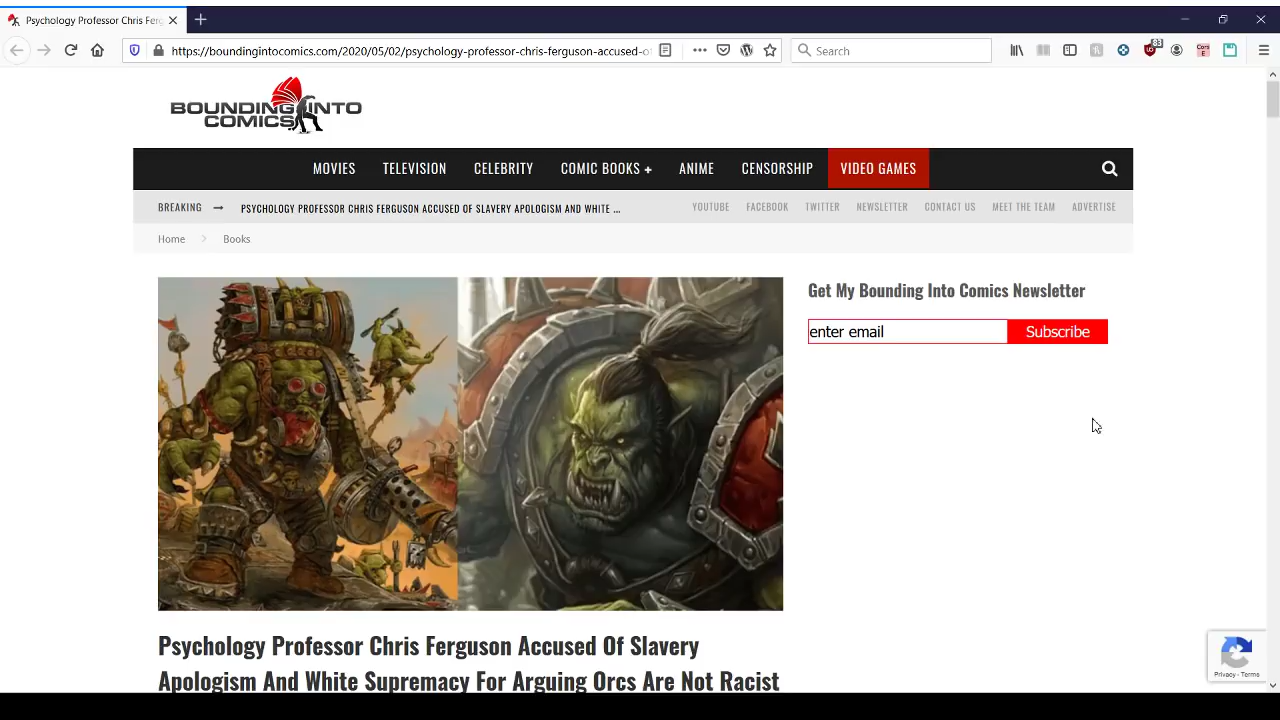 Psychology Professor Chris Ferg
https://boundingintocomics.com/2020/05/02/psychology-professor-chris-ferguson-accused-o
Search
83
BOUNDING INTO
COMICS
MOVIES TELEVISION CELEBRITY COMIC BOOKS + ANIME CENSORSHIP VIDEO GAMES
BREAKING → PSYCHOLOGY PROFESSOR CHRIS FERGUSON ACCUSED OF SLAVERY APOLOGISM AND WHITE ... YOUTUBE FACEBOOK TWITTER NEWSLETTER CONTACT US MEET THE TEAM ADVERTISE
Home > Books
Get My Bounding Into Comics Newsletter
enter email Subscribe
Psychology Professor Chris Ferguson Accused Of Slavery
Apologism And White Supremacy For Arguing Orcs Are Not Racist
Privacy - Terms